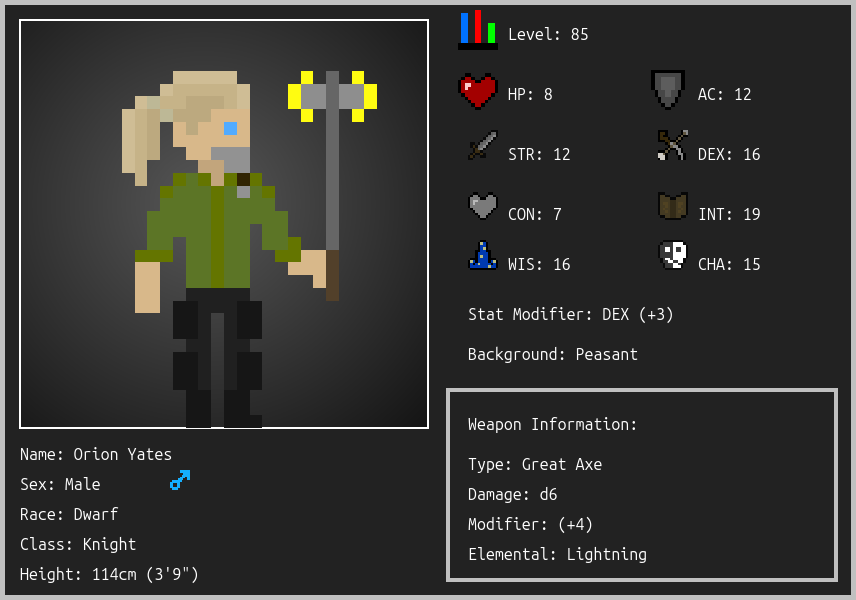 Level: 85
HP: 8
AC: 12
STR: 12
DEX: 16
CON: 7
INT: 19
WIS: 16
CHA: 15
Stat Modifier: DEX (+3)
Background: Peasant
Weapon Information:
Type: Great Axe
Damage: d6
Modifier: (+4)
Elemental: Lightning
Name: Orion Yates
Sex: Male
Race: Dwarf
Class: Knight
Height: 114cm (3'9")